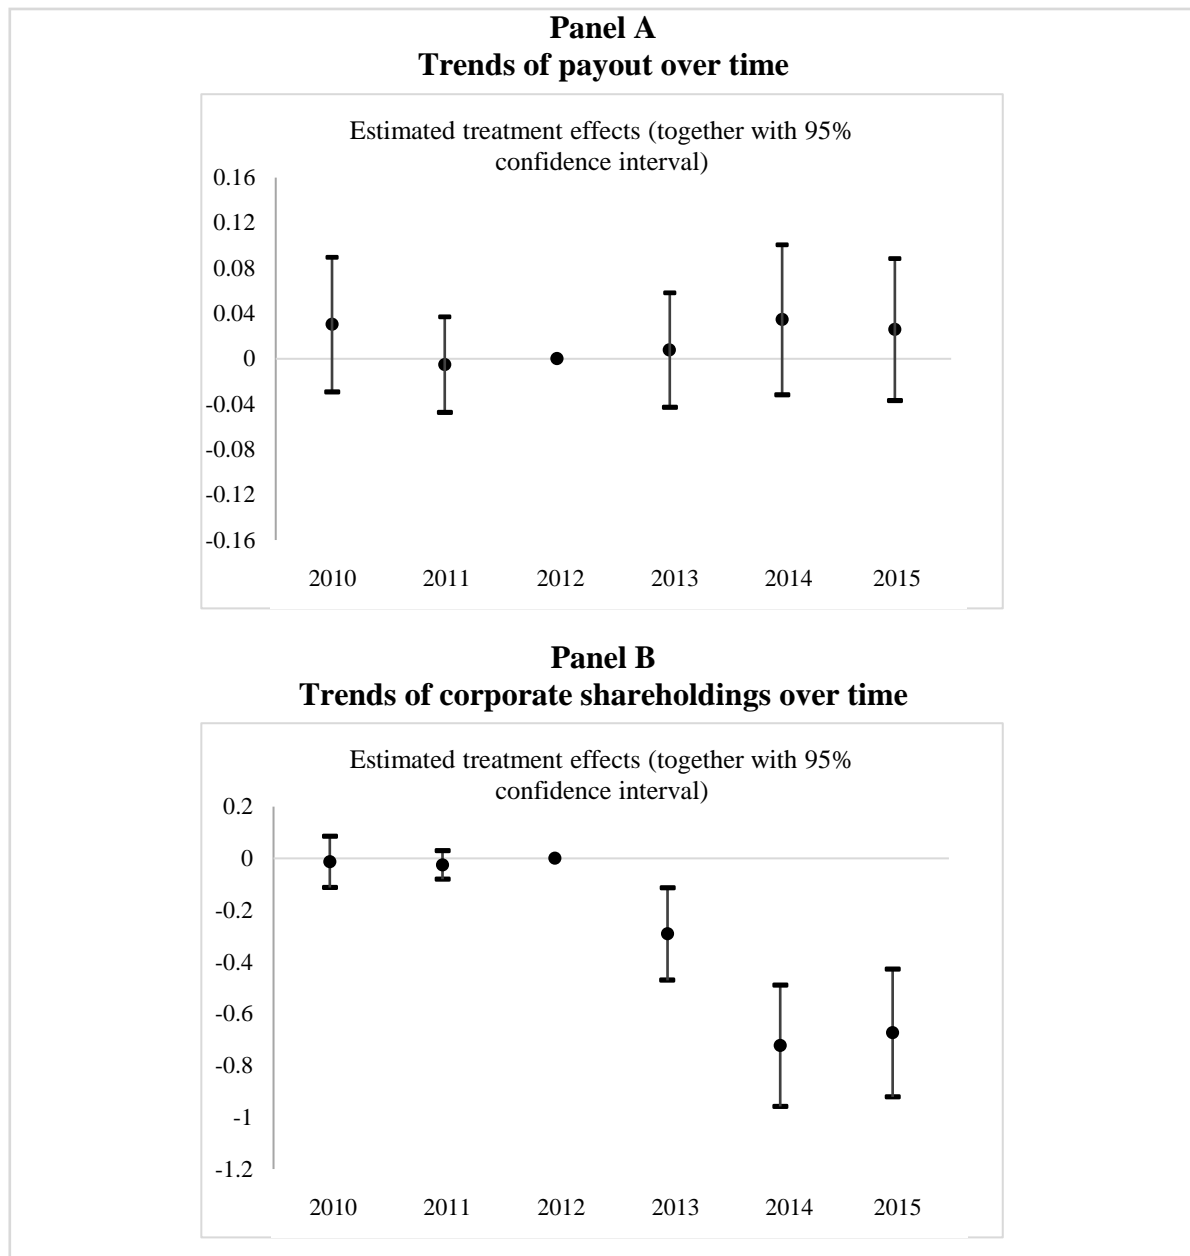 Panel A
Trends of payout over time
Estimated treatment effects (together with 95%
confidence interval)
0.16
0.12
0.08
0.04
0
-0.04
-0.08
-0.12
-0.16
2010 2011 2012 2013 2014 2015
Panel B
Trends of corporate shareholdings over time
Estimated treatment effects (together with 95%
confidence interval)
0.2
0
-0.2
-0.4
-0.6
-0.8
-1
-1.2
2010 2011 2012 2013 2014 2015